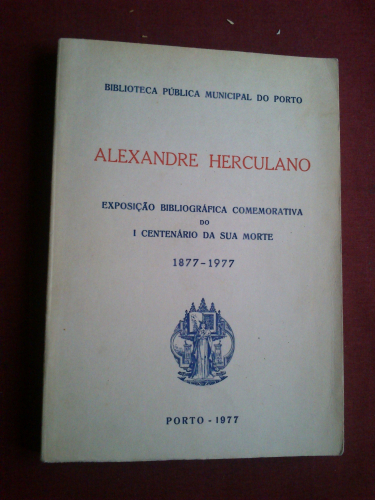 BIBLIOTECA PÚBLICA MUNICIPAL DO PORTO
ALEXANDRE HERCULANO
EXPOSIÇÃO BIBLIOGRÁFICA COMEMORATIVA
DO
I CENTENÁRIO DA SUA MORTE
1877-1977
PORTO - 1977